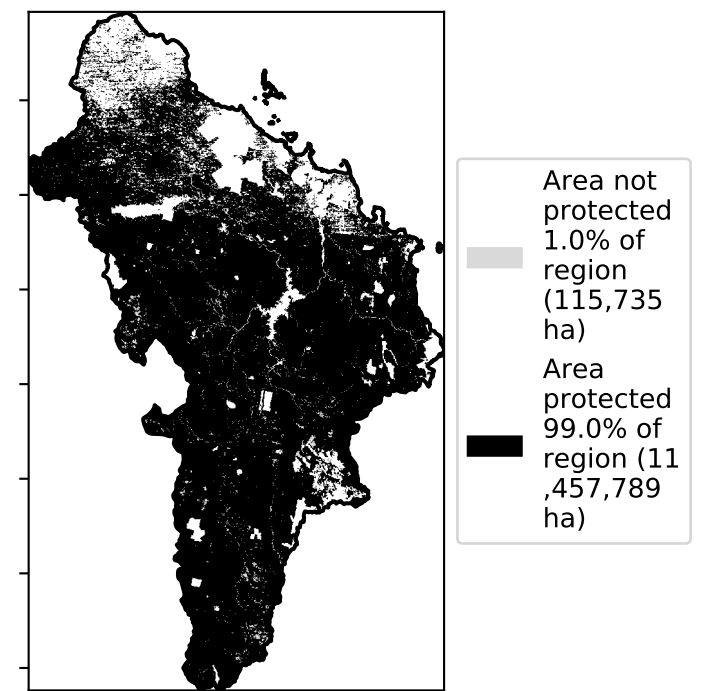 Area not
protected
1.0% of
region
(115,735
ha)
Area
protected
99.0% of
region (11
,457,789
ha)